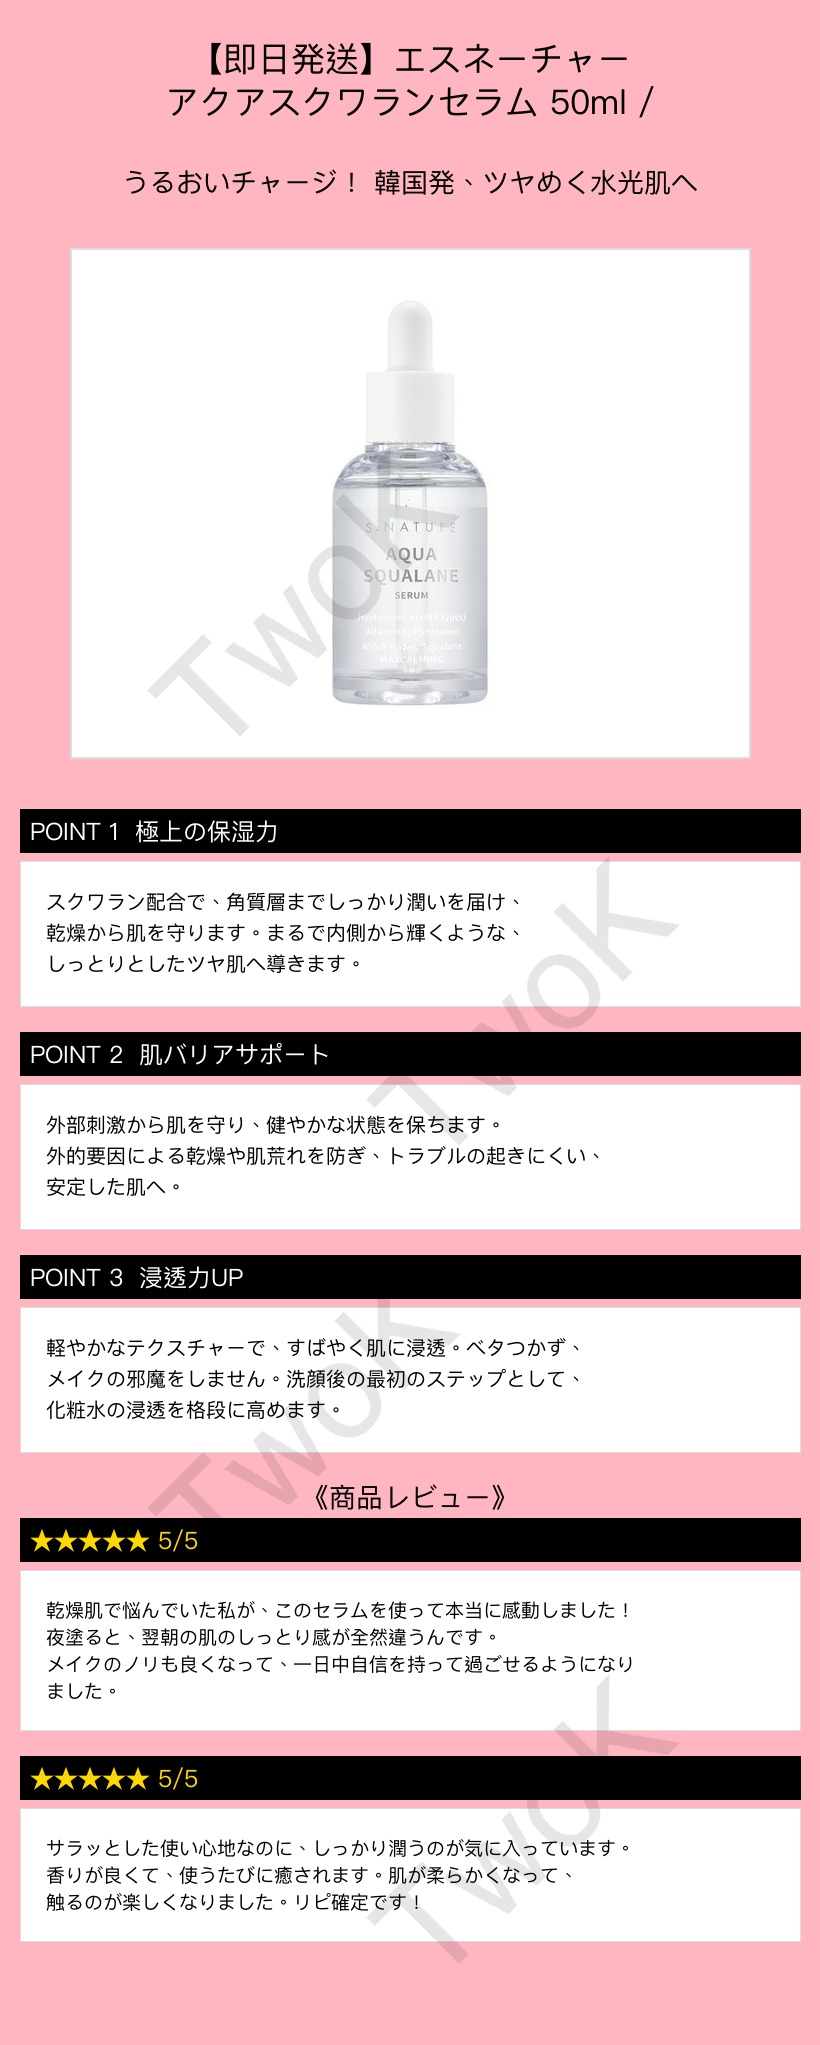 【即日発送】エスネーチャー
アクアスクワランセラム 50ml /
うるおいチャージ！ 韓国発、ツヤめく水光肌へ
S.NATURE
AQUA
SQUALANE
SERUM
Hyaluronic acid(8 types)
Allantoin, Panthenol
Witch Hazel, Squalane
MAXCALMING
TwoK
POINT 1 極上の保湿力
スクワラン配合で、角質層までしっかり潤いを届け、
乾燥から肌を守ります。まるで内側から輝くような、
しっとりとしたツヤ肌へ導きます。
TwoK
POINT 2 肌バリアサポート
外部刺激から肌を守り、健やかな状態を保ちます。
外的要因による乾燥や肌荒れを防ぎ、トラブルの起きにくい、
安定した肌へ。
POINT 3 浸透力UP
軽やかなテクスチャーで、すばやく肌に浸透。ベタつかず、
メイクの邪魔をしません。洗顔後の最初のステップとして、
化粧水の浸透を格段に高めます。
TwoK
《商品レビュー》
★★★★★ 5/5
乾燥肌で悩んでいた私が、このセラムを使って本当に感動しました！
夜塗ると、翌朝の肌のしっとり感が全然違うんです。
メイクのノリも良くなって、一日中自信を持って過ごせるようになり
ました。
★★★★★ 5/5
サラッとした使い心地なのに、しっかり潤うのが気に入っています。
香りが良くて、使うたびに癒されます。肌が柔らかくなって、
触るのが楽しくなりました。リピ確定です！
TwoK